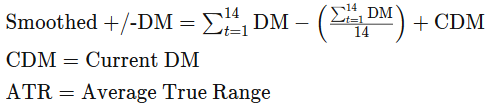 Smoothed +/-DM = ∑_{t=1}^{14} DM − (∑_{t=1}^{14} DM / 14) + CDM
CDM = Current DM
ATR = Average True Range